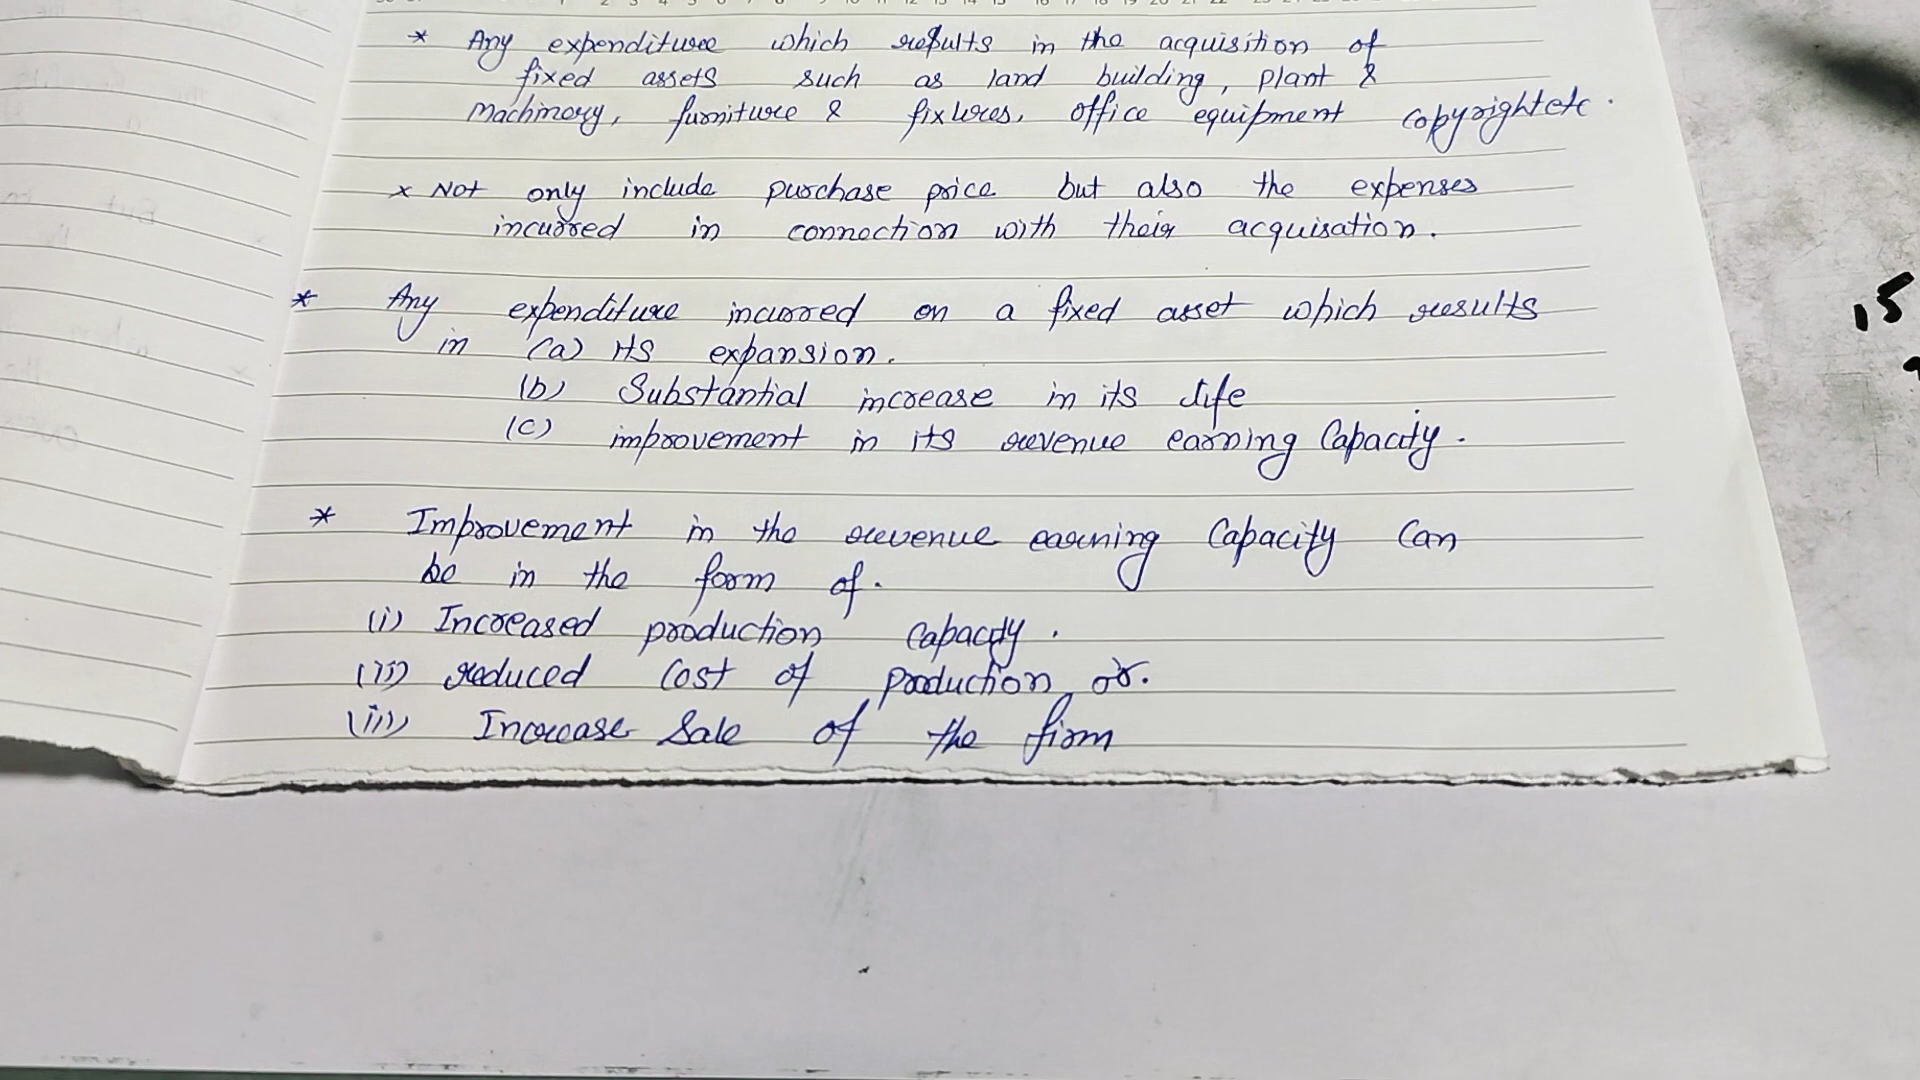 * Any expenditure which results in the acquisition of
fixed assets such as land building, plant &
Machinery, furniture & fixtures, office equipment copyright etc.
* Not only include purchase price but also the expenses
incurred in connection with their acquisation.
* Any expenditure incurred on a fixed asset which results
in (a) its expansion.
(b) Substantial increase in its life
(c) improvement in its revenue earning Capacity.
* Improvement in the revenue earning Capacity Can
be in the form of.
(i) Increased production Capacity.
(ii) reduced Cost of production or.
(iii) Increase Sale of the firm
15